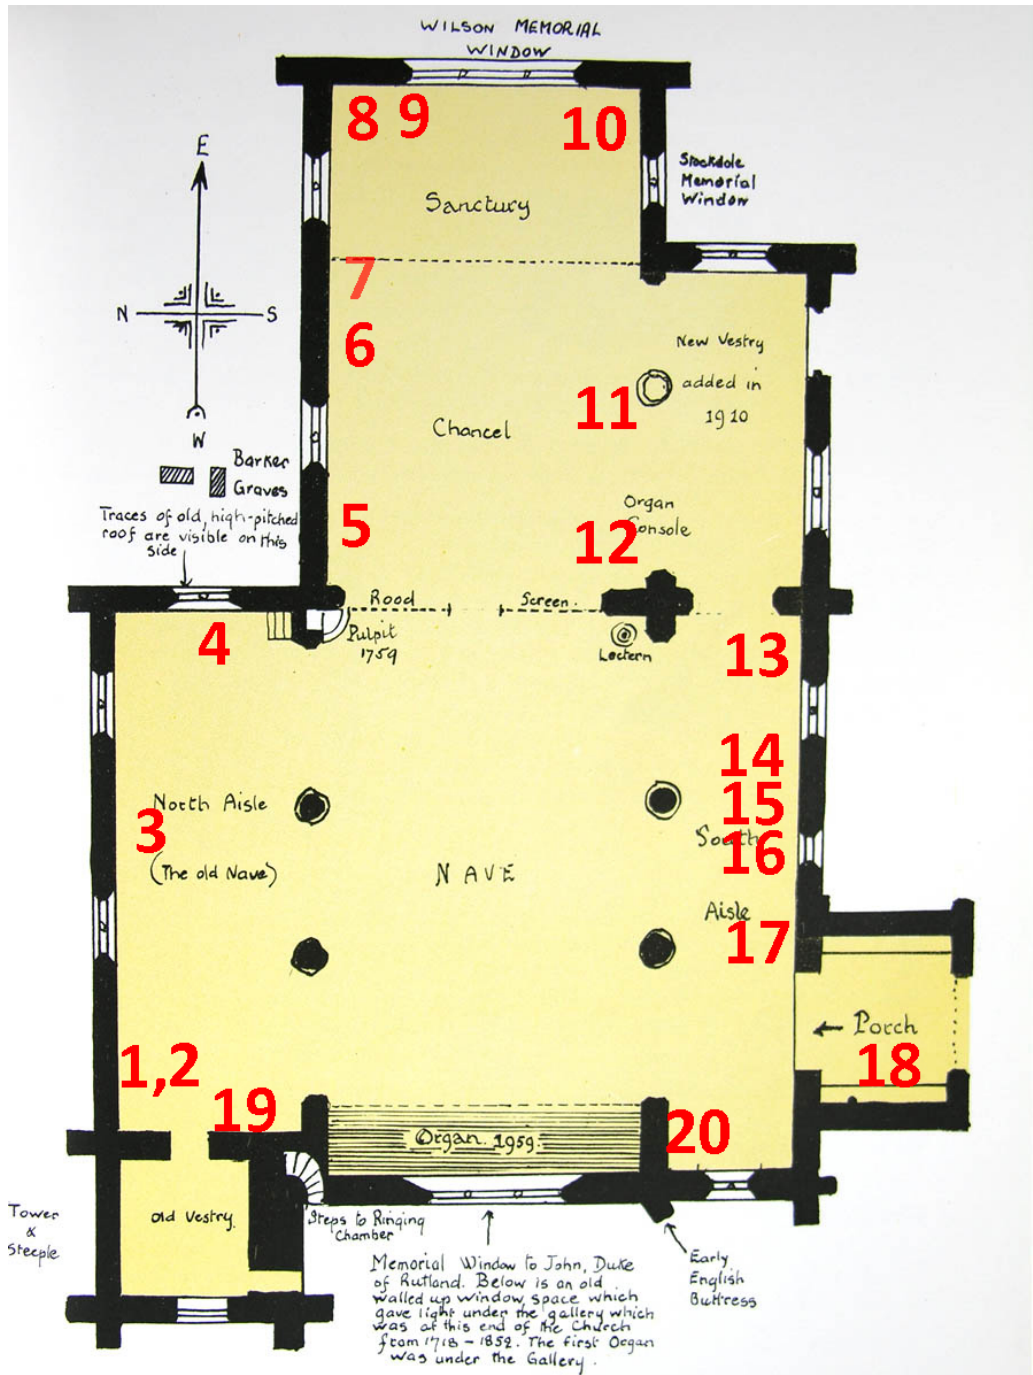 WILSON MEMORIAL
WINDOW
8 9 10
E
N S
W
Stockdale
Memorial
Window
Sanctury
7
6
New Vestry
added in
1910
11
Chancel
Barker
Graves
Traces of old, high-pitched
roof are visible on this
side
5
Organ
Console
12
Rood Screen.
Pulpit
1759
Lectern
4
13
14
15
16
North Aisle
3
(The old Nave)
NAVE
South
Aisle
17
← Porch
18
1,2
19
20
Organ. 1959.
old Vestry
Tower
&
Steeple
Steps to Ringing
Chamber
Memorial Window to John, Duke
of Rutland. Below is an old
walled up window space which
gave light under the gallery which
was at this end of the Church
from 1718 - 1852. The first Organ
was under the Gallery.
Early
English
Buttress